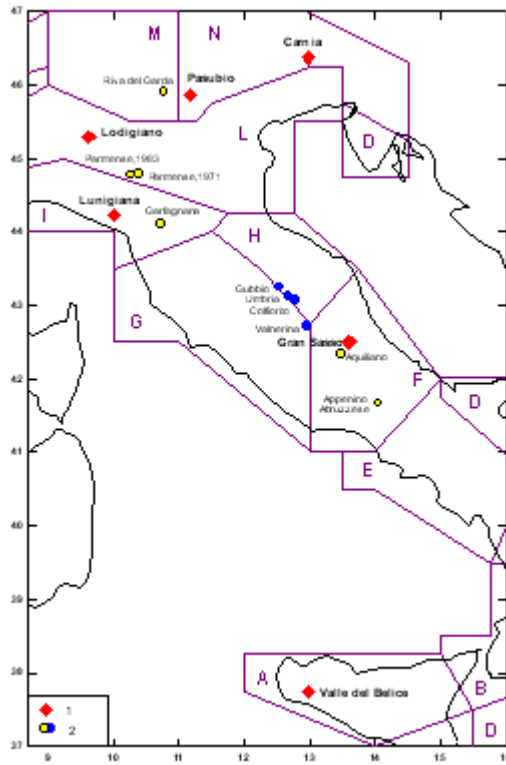 47
M
N
Carnia
Riva del Garda
Pasubio
46
Lodigiano
L
D
Parmense,1983
45
Parmense,1971
Lunigiana
Garfagnana
I
44
H
Gubbio
Umbria
Colfiorito
43
G
Valnerina
Gran Sasso
Aquilano
F
42
Appenino
Abruzzese
D
41
E
40
39
38
A
Valle del Belice
B
1
2
D
37
9
10
11
12
13
14
15
16